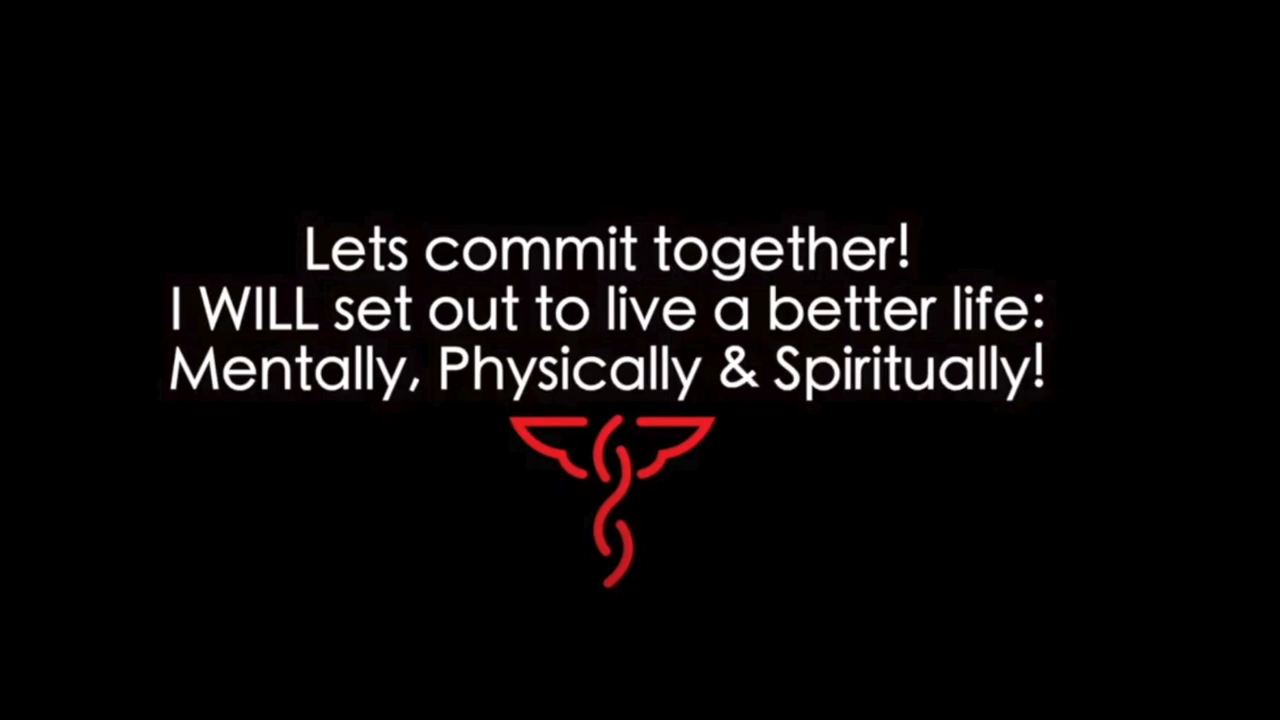 Lets commit together!
I WILL set out to live a better life:
Mentally, Physically & Spiritually!